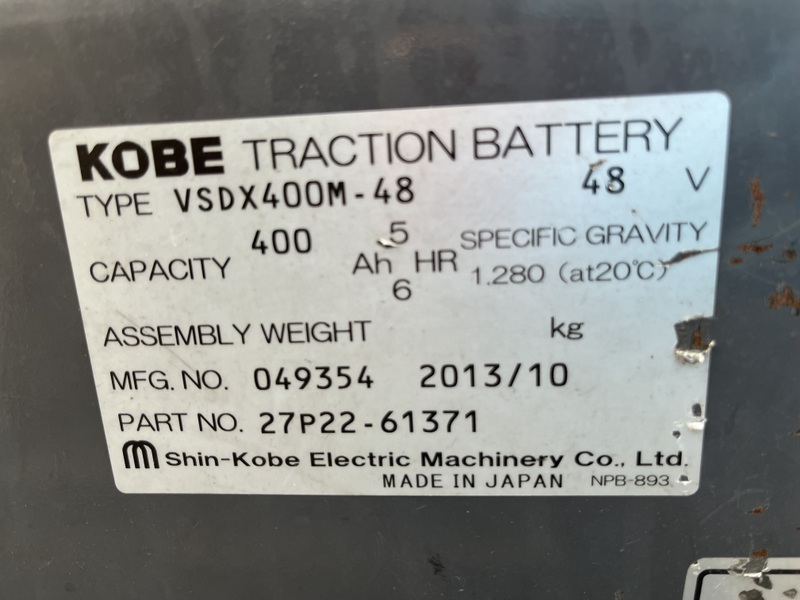 KOBE TRACTION BATTERY
TYPE VSDX400M-48 48 V
CAPACITY 400 Ah 5 HR SPECIFIC GRAVITY
6 1.280 (at20℃)
ASSEMBLY WEIGHT kg
MFG. NO. 049354 2013/10
PART NO. 27P22-61371
Shin-Kobe Electric Machinery Co., Ltd.
MADE IN JAPAN NPB-893